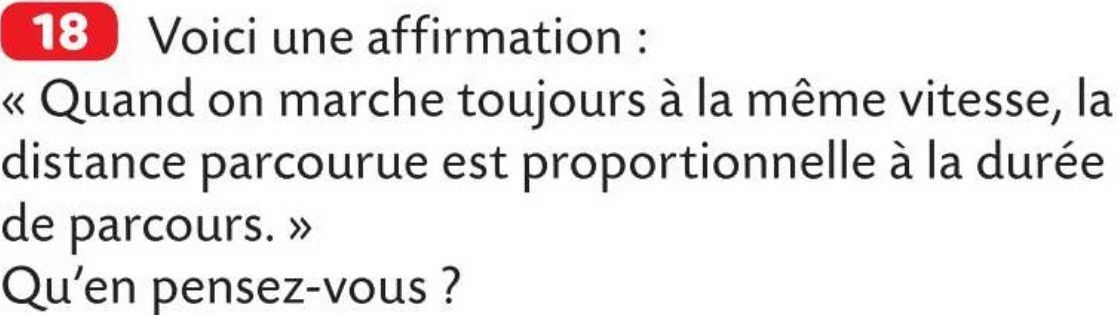 18 Voici une affirmation :
« Quand on marche toujours à la même vitesse, la
distance parcourue est proportionnelle à la durée
de parcours. »
Qu'en pensez-vous ?